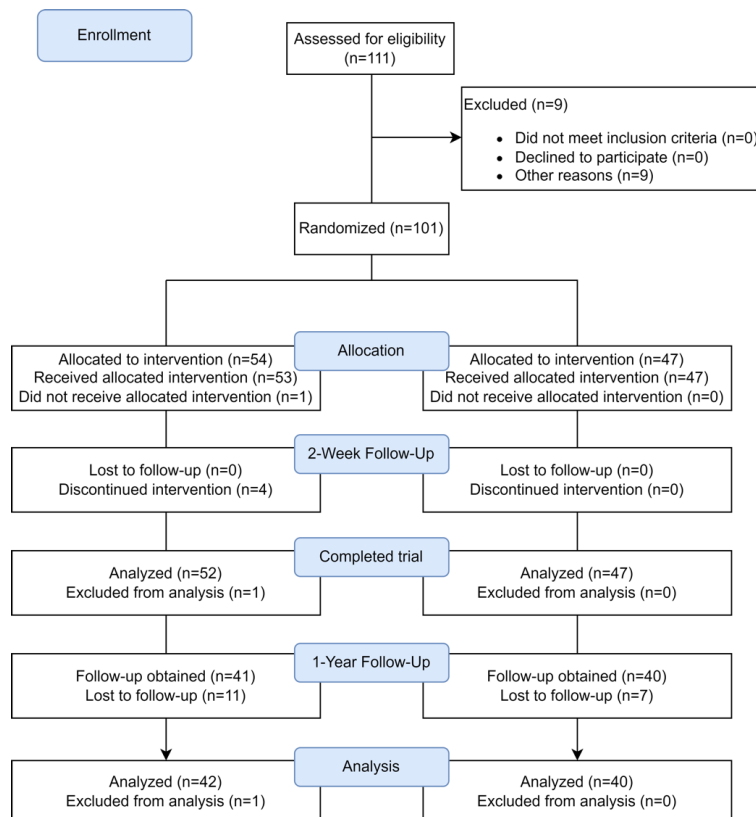 Enrollment
Assessed for eligibility
(n=111)
Excluded (n=9)
• Did not meet inclusion criteria (n=0)
• Declined to participate (n=0)
• Other reasons (n=9)
Randomized (n=101)
Allocation
Allocated to intervention (n=54)
Received allocated intervention (n=53)
Did not receive allocated intervention (n=1)
Allocated to intervention (n=47)
Received allocated intervention (n=47)
Did not receive allocated intervention (n=0)
2-Week Follow-Up
Lost to follow-up (n=0)
Discontinued intervention (n=4)
Lost to follow-up (n=0)
Discontinued intervention (n=0)
Completed trial
Analyzed (n=52)
Excluded from analysis (n=1)
Analyzed (n=47)
Excluded from analysis (n=0)
1-Year Follow-Up
Follow-up obtained (n=41)
Lost to follow-up (n=11)
Follow-up obtained (n=40)
Lost to follow-up (n=7)
Analysis
Analyzed (n=42)
Excluded from analysis (n=1)
Analyzed (n=40)
Excluded from analysis (n=0)